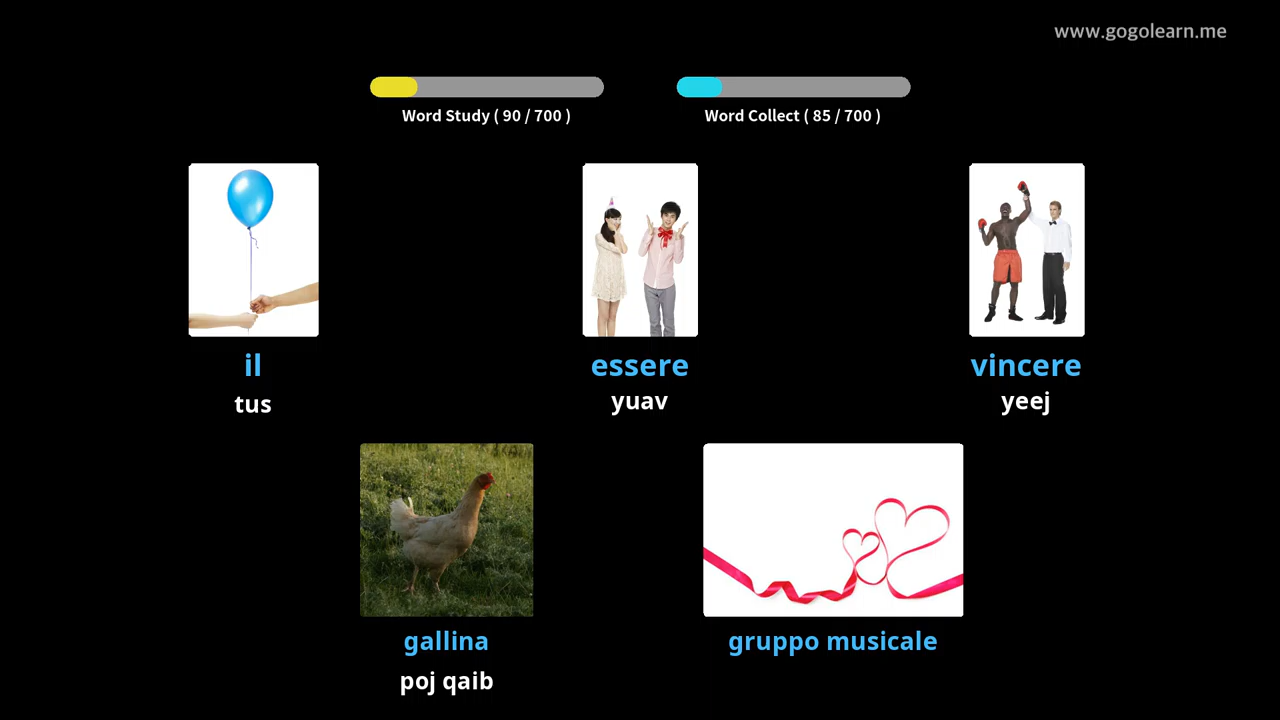 www.gogolearn.me
Word Study ( 90 / 700 )
Word Collect ( 85 / 700 )
il
essere
vincere
tus
yuav
yeej
gallina
gruppo musicale
poj qaib